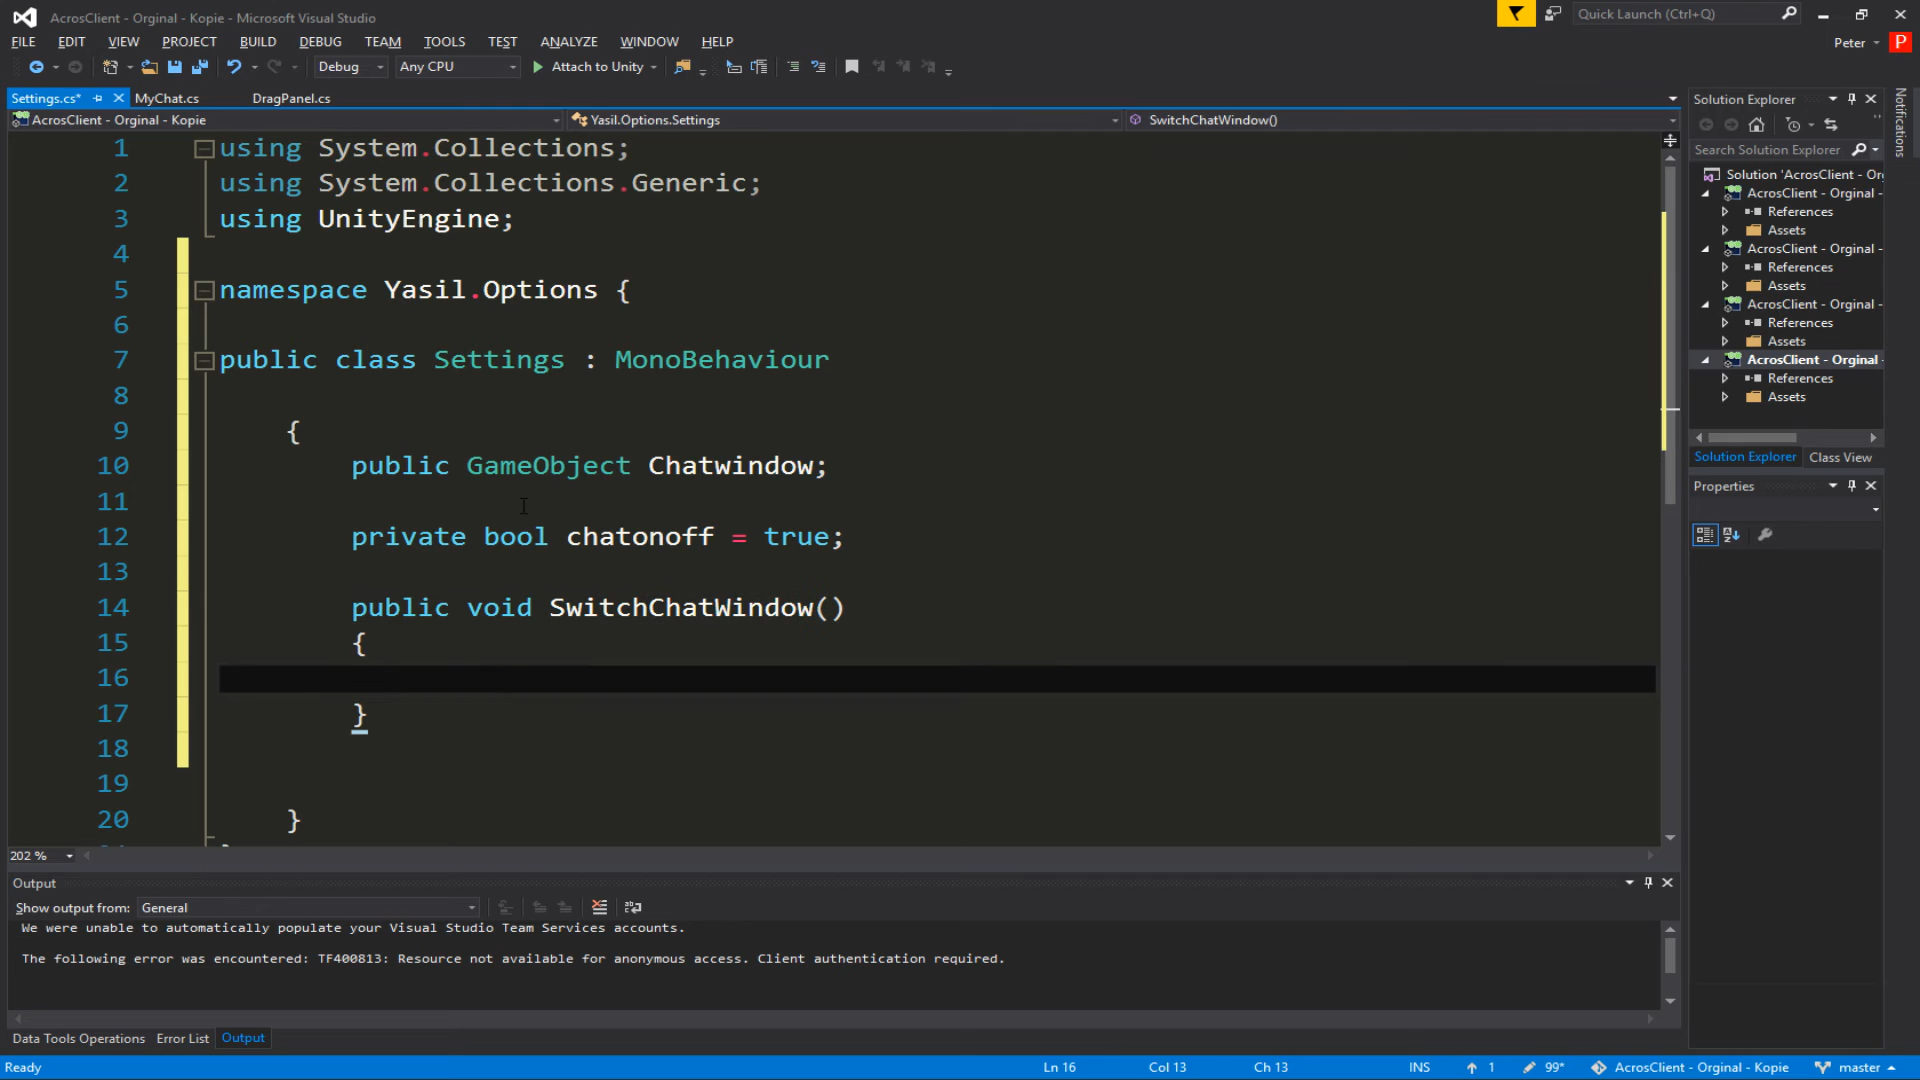 AcrosClient - Orginal - Kopie - Microsoft Visual Studio
Quick Launch (Ctrl+Q)
FILE EDIT VIEW PROJECT BUILD DEBUG TEAM TOOLS TEST ANALYZE WINDOW HELP
Peter P
Debug Any CPU Attach to Unity
Settings.cs* MyChat.cs DragPanel.cs
AcrosClient - Orginal - Kopie Yasil.Options.Settings SwitchChatWindow()
1 using System.Collections;
2 using System.Collections.Generic;
3 using UnityEngine;
4
5 namespace Yasil.Options {
6
7 public class Settings : MonoBehaviour
8
9 {
10 public GameObject Chatwindow;
11
12 private bool chatonoff = true;
13
14 public void SwitchChatWindow()
15 {
16
17 }
18
19
20 }
202 %
Output
Show output from: General
We were unable to automatically populate your Visual Studio Team Services accounts.
The following error was encountered: TF400813: Resource not available for anonymous access. Client authentication required.
Data Tools Operations Error List Output
Ready Ln 16 Col 13 Ch 13 INS 1 99* AcrosClient - Orginal - Kopie master
Solution Explorer
Search Solution Explorer
Solution 'AcrosClient - Or
AcrosClient - Orginal -
References
Assets
AcrosClient - Orginal -
References
Assets
AcrosClient - Orginal -
References
Assets
AcrosClient - Orginal
References
Assets
Solution Explorer Class View
Properties
Notifications